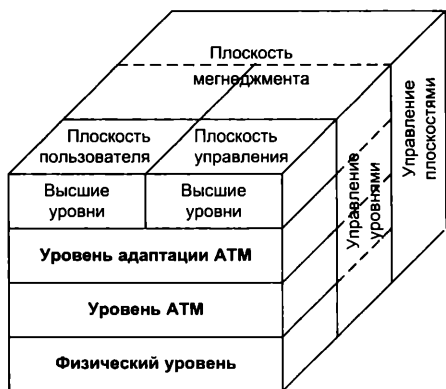 Плоскость
мегнеджмента
Плоскость
пользователя
Плоскость
управления
Управление
уровнями
Управление
плоскостями
Высшие
уровни
Высшие
уровни
Уровень адаптации АТМ
Уровень АТМ
Физический уровень